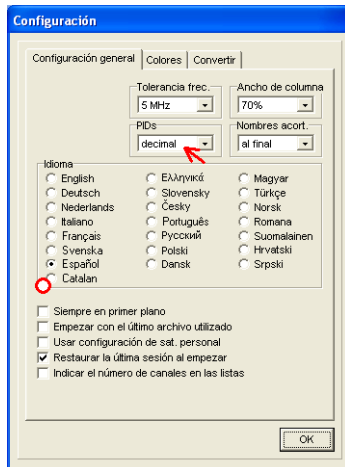 Configuración
Configuración general Colores Convertir
Tolerancia frec. Ancho de columna
5 MHz 70%
PIDs Nombres acort.
decimal al final
Idioma
English Ελληνικά Magyar
Deutsch Slovensky Türkçe
Nederlands Česky Norsk
Italiano Português Romana
Français Русский Suomalainen
Svenska Polski Hrvatski
Español Dansk Srpski
Catalan
Siempre en primer plano
Empezar con el último archivo utilizado
Usar configuración de sat. personal
Restaurar la última sesión al empezar
Indicar el número de canales en las listas
OK